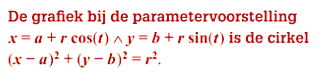 De grafiek bij de parametervoorstelling
x = a + r cos(t) ∧ y = b + r sin(t) is de cirkel
(x − a)² + (y − b)² = r².